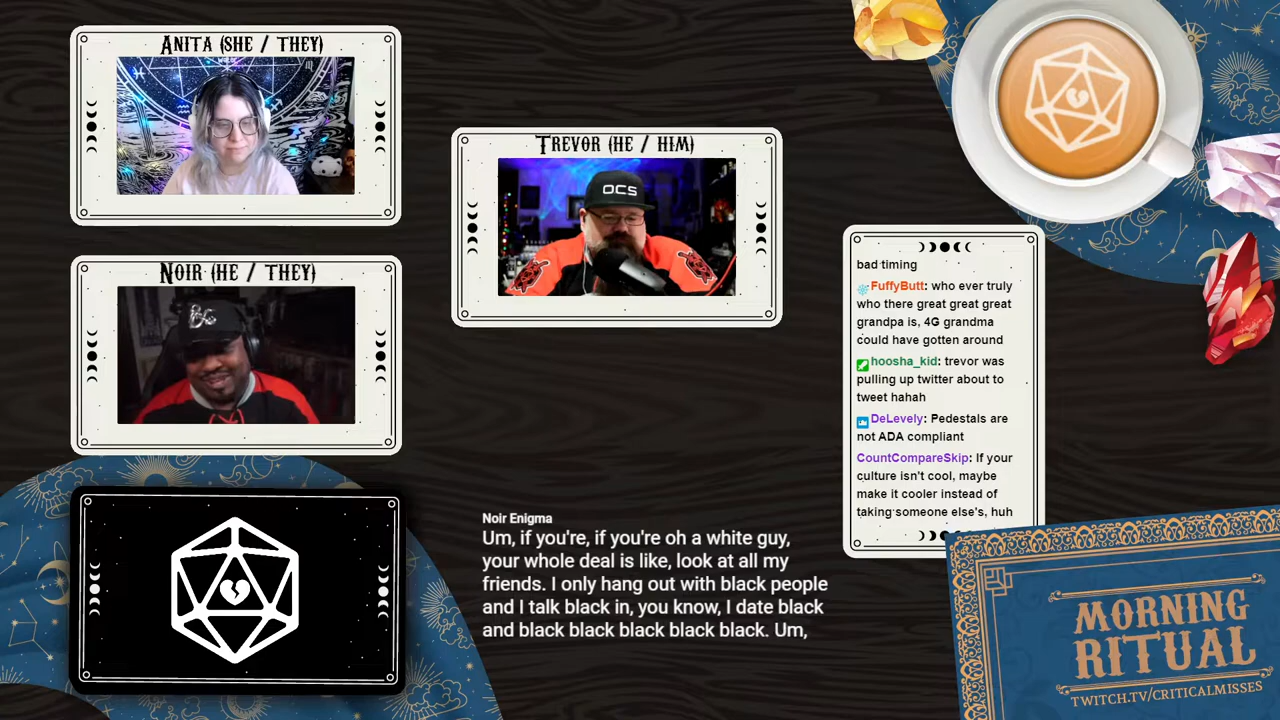 ANITA (SHE / THEY)
TREVOR (HE / HIM)
OCS
NOIR (HE / THEY)
BC
bad timing
FuffyButt: who ever truly
who there great great great
grandpa is, 4G grandma
could have gotten around
hoosha_kid: trevor was
pulling up twitter about to
tweet hahah
DeLevely: Pedestals are
not ADA compliant
CountCompareSkip: If your
culture isn't cool, maybe
make it cooler instead of
taking someone else's, huh
Noir Enigma
Um, if you're, if you're oh a white guy,
your whole deal is like, look at all my
friends. I only hang out with black people
and I talk black in, you know, I date black
and black black black black black. Um,
MORNING
RITUAL
TWITCH.TV/CRITICALMISSES